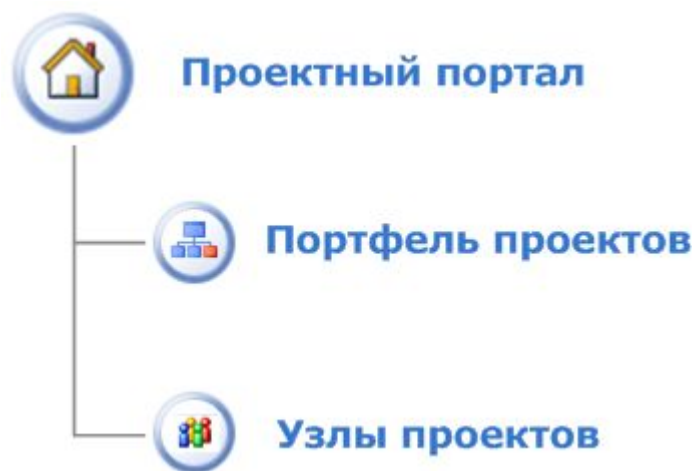 Проектный портал
Портфель проектов
Узлы проектов